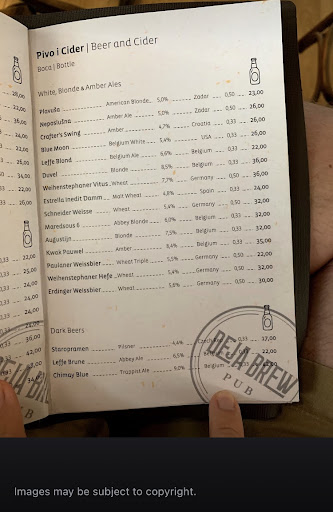 Pivo i Cider | Beer and Cider
Boca | Bottle
White, Blonde & Amber Ales
Plavuša American Blonde 5,0% Zadar 0,50 23,00
Neposlušna Amber Ale 5,0% Zadar 0,50 26,00
Crafter's Swing Amber 4,7% Croatia 0,33 26,00
Blue Moon Belgium White 5,4% USA 0,33 26,00
Leffe Blond Belgium Ale 6,6% Belgium 0,33 22,00
Duvel Blonde 8,5% Belgium 0,33 36,00
Weihenstephaner Vitus Wheat 7,7% Germany 0,50 36,00
Estrella Inedit Damm Malt Wheat 4,8% Spain 0,33 24,00
Schneider Weisse Wheat 5,4% Germany 0,50 30,00
Maredsous 6 Abbey Blonde 6,0% Belgium 0,33 32,00
Augustijn Blonde 7,5% Belgium 0,33 32,00
Kwak Pauwel Amber 8,4% Belgium 0,33 35,00
Paulaner Weissbier Wheat Triple 5,5% Germany 0,50 30,00
Weihenstephaner Hefe Wheat 5,4% Germany 0,50 32,00
Erdinger Weissbier Wheat 5,6% Germany 0,50 30,00
Dark Beers
Staropramen Pilsner 4,4% 0,33 17,00
Leffe Brune Abbey Ale 6,5% 22,00
Chimay Blue Trappist Ale 9,0% Belgium 0,33
BEJA BREW
PUB
Images may be subject to copyright.